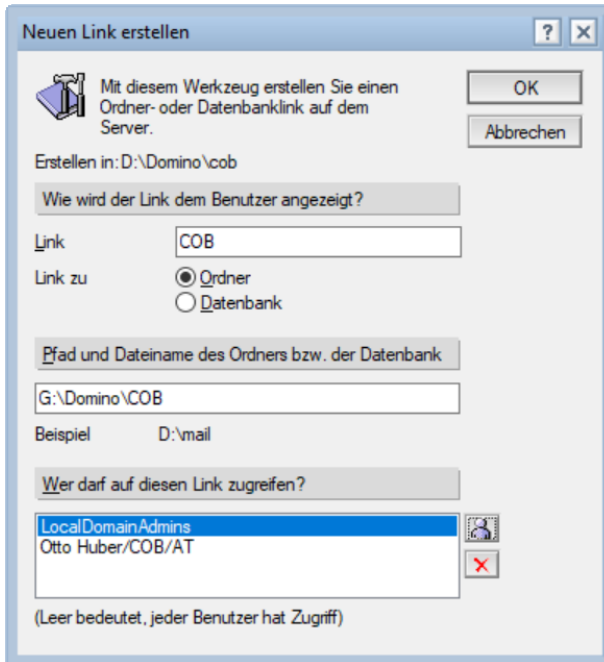 Neuen Link erstellen
?
Mit diesem Werkzeug erstellen Sie einen
Ordner- oder Datenbanklink auf dem
Server.
OK
Abbrechen
Erstellen in: D:\Domino\cob
Wie wird der Link dem Benutzer angezeigt?
Link COB
Link zu Ordner
Datenbank
Pfad und Dateiname des Ordners bzw. der Datenbank
G:\Domino\COB
Beispiel D:\mail
Wer darf auf diesen Link zugreifen?
LocalDomainAdmins
Otto Huber/COB/AT
(Leer bedeutet, jeder Benutzer hat Zugriff)